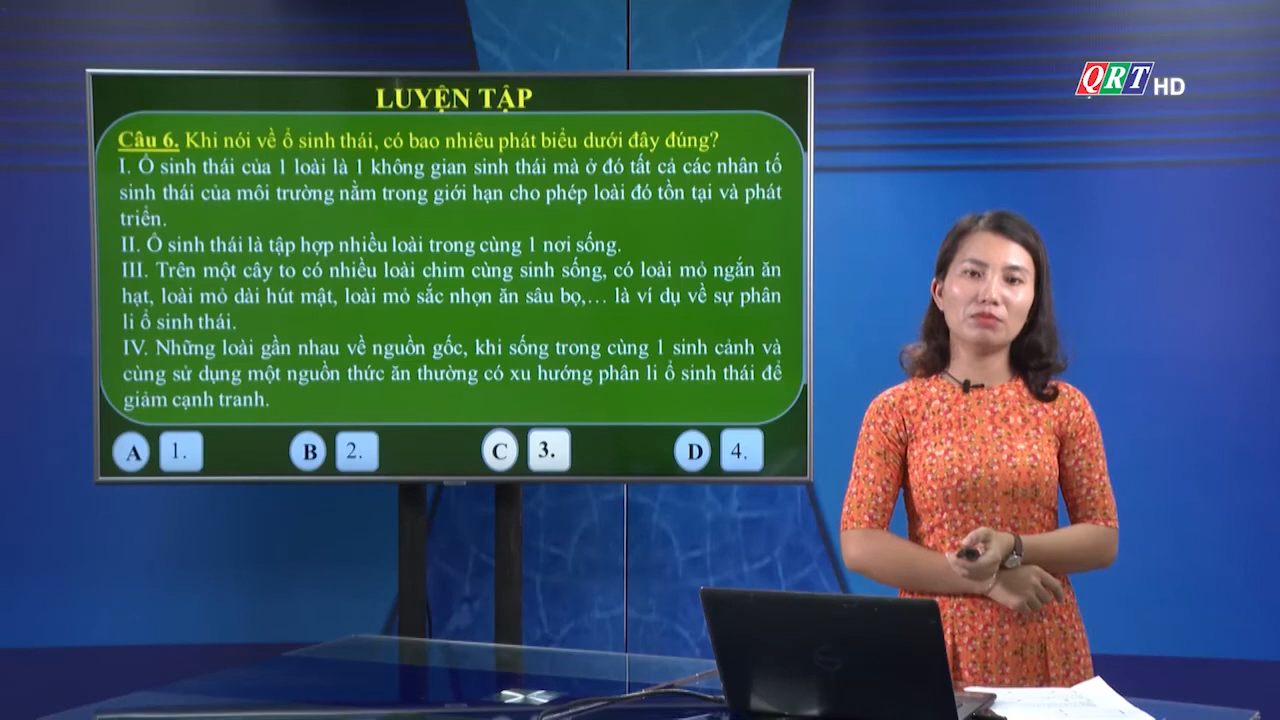 QRT HD
LUYỆN TẬP
Câu 6. Khi nói về ổ sinh thái, có bao nhiêu phát biểu dưới đây đúng?
I. Ổ sinh thái của 1 loài là 1 không gian sinh thái mà ở đó tất cả các nhân tố
sinh thái của môi trường nằm trong giới hạn cho phép loài đó tồn tại và phát
triển.
II. Ổ sinh thái là tập hợp nhiều loài trong cùng 1 nơi sống.
III. Trên một cây to có nhiều loài chim cùng sinh sống, có loài mỏ ngắn ăn
hạt, loài mỏ dài hút mật, loài mỏ sắc nhọn ăn sâu bọ,… là ví dụ về sự phân
li ổ sinh thái.
IV. Những loài gần nhau về nguồn gốc, khi sống trong cùng 1 sinh cảnh và
cùng sử dụng một nguồn thức ăn thường có xu hướng phân li ổ sinh thái để
giảm cạnh tranh.
A 1. B 2. C 3. D 4.